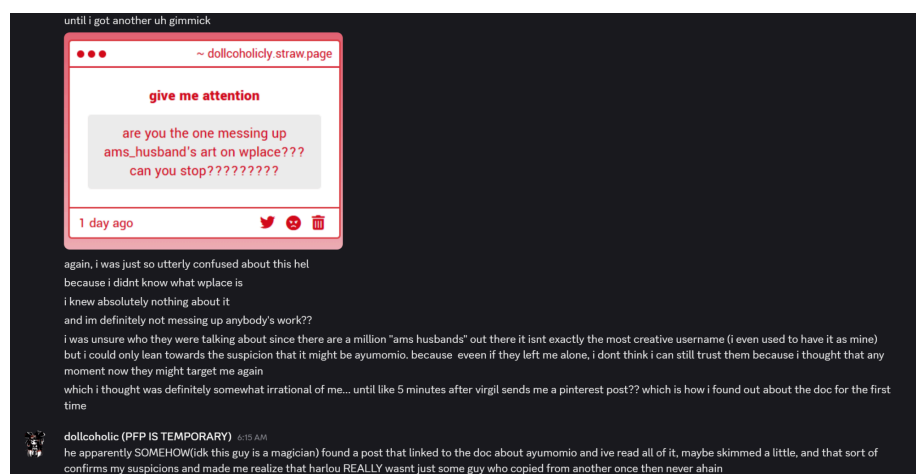 until i got another uh gimmick
~ dollcoholicly.straw.page
give me attention
are you the one messing up
ams_husband's art on wplace???
can you stop?????????
1 day ago
again, i was just so utterly confused about this hel
because i didnt know what wplace is
i knew absolutely nothing about it
and im definitely not messing up anybody's work??
i was unsure who they were talking about since there are a million "ams husbands" out there it isnt exactly the most creative username (i even used to have it as mine)
but i could only lean towards the suspicion that it might be ayumomio. because eveen if they left me alone, i dont think i can still trust them because i thought that any
moment now they might target me again
which i thought was definitely somewhat irrational of me... until like 5 minutes after virgil sends me a pinterest post?? which is how i found out about the doc for the first
time
dollcoholic (PFP IS TEMPORARY) 6:15 AM
he apparently SOMEHOW(idk this guy is a magician) found a post that linked to the doc about ayumomio and ive read all of it, maybe skimmed a little, and that sort of
confirms my suspicions and made me realize that harlou REALLY wasnt just some guy who copied from another once then never ahain